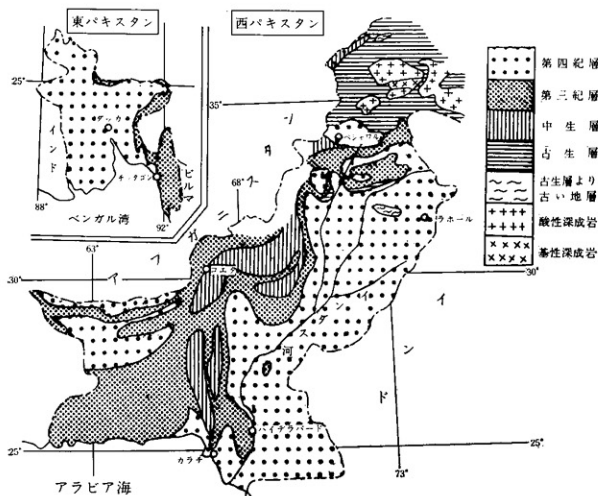 東パキスタン
西パキスタン
25°
ダッカ
インド
チッタゴン
ビルマ
88°
92°
ベンガル湾
35°
ペシャワル
68°
ラホール
63°
アフガニスタン
30°
クエタ
30°
インダス河
インド
ハイデラバード
25°
カラチ
25°
73°
アラビア海
第四紀層
第三紀層
中生層
古生層
古生層より
古い地層
酸性深成岩
基性深成岩